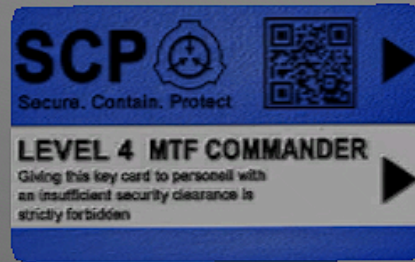 SCP
Secure. Contain. Protect
LEVEL 4 MTF COMMANDER
Giving this key card to personell with
an insufficient security clearance is
strictly forbidden